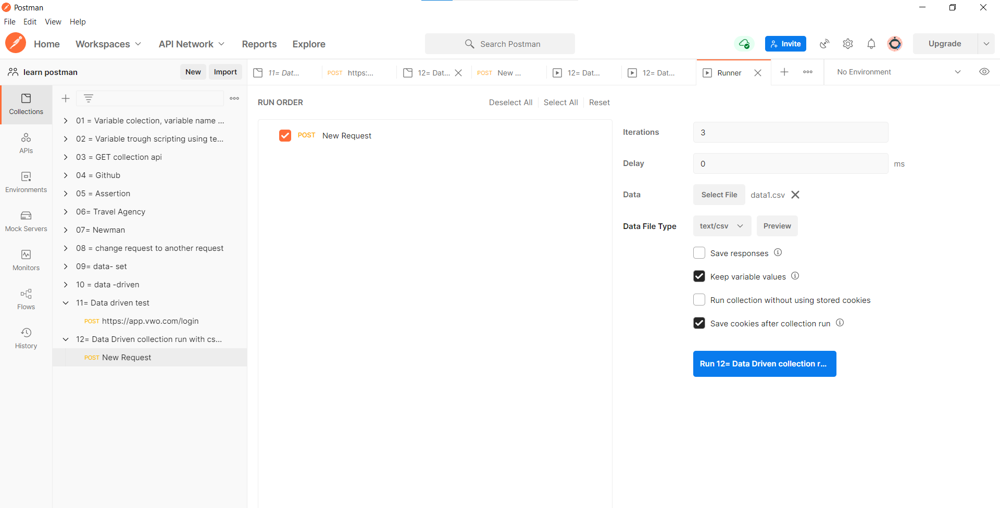 Postman
File Edit View Help
Home Workspaces API Network Reports Explore Search Postman Invite Upgrade
learn postman New Import
11= Dat... POST https:... 12= Dat... POST New ... 12= Dat... 12= Dat... Runner No Environment
Collections
APIs
Environments
Mock Servers
Monitors
Flows
History
01 = Variable colection, variable name ...
02 = Variable trough scripting using te...
03 = GET collection api
04 = Github
05 = Assertion
06= Travel Agency
07= Newman
08 = change request to another request
09= data- set
10 = data -driven
11= Data driven test
POST https://app.vwo.com/login
12= Data Driven collection run with cs...
POST New Request
RUN ORDER Deselect All Select All Reset
POST New Request
Iterations 3
Delay 0 ms
Data Select File data1.csv
Data File Type text/csv Preview
Save responses
Keep variable values
Run collection without using stored cookies
Save cookies after collection run
Run 12= Data Driven collection r...